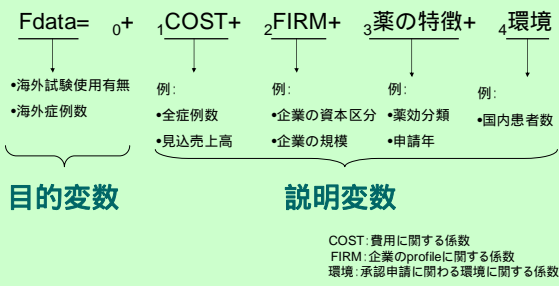 Fdata= ₀+ ₁COST+ ₂FIRM+ ₃薬の特徴+ ₄環境
•海外試験使用有無
•海外症例数
例:
•全症例数
•見込売上高
例:
•企業の資本区分
•企業の規模
例:
•薬効分類
•申請年
例:
•国内患者数
目的変数
説明変数
COST:費用に関する係数
FIRM:企業のprofileに関する係数
環境:承認申請に関わる環境に関する係数